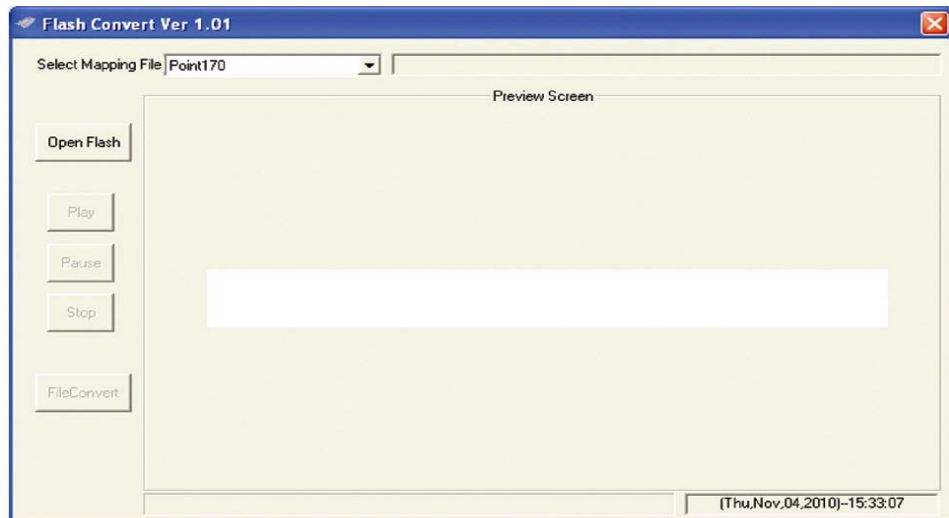 Flash Convert Ver 1.01
Select Mapping File Point170
Preview Screen
Open Flash
Play
Pause
Stop
FileConvert
(Thu,Nov,04,2010)--15:33:07